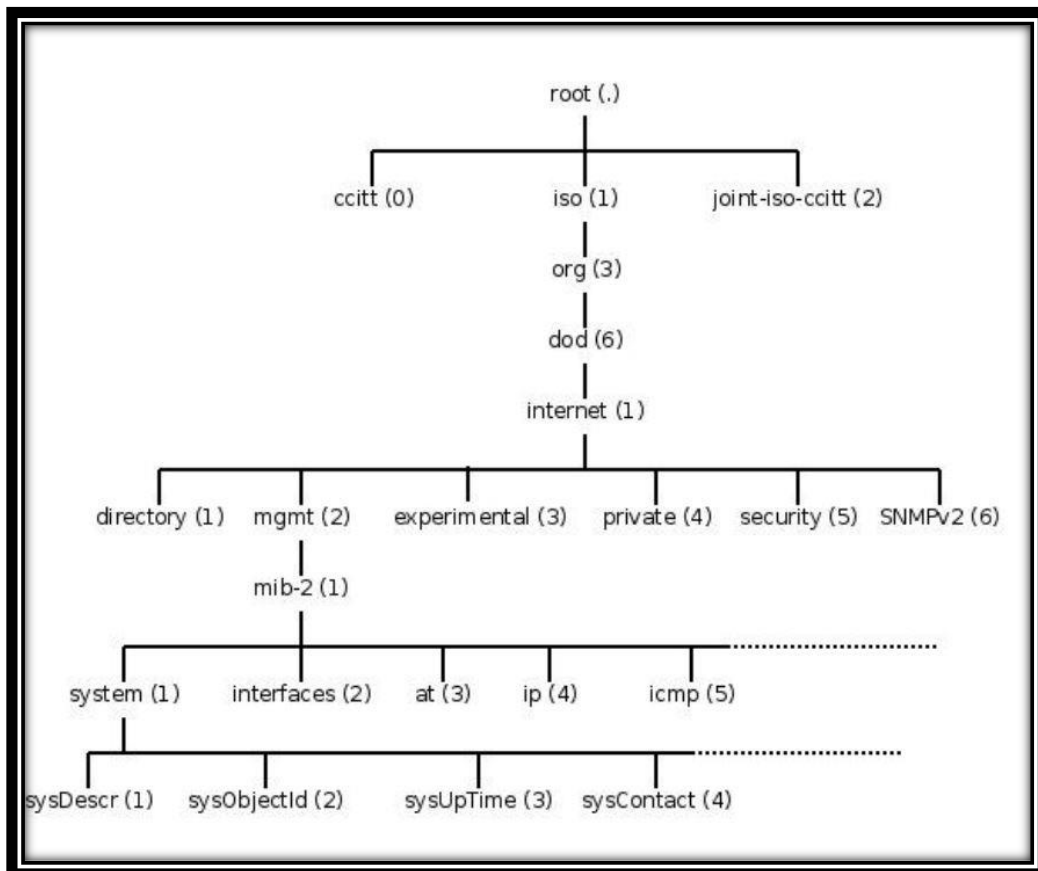 root (.)
ccitt (0) iso (1) joint-iso-ccitt (2)
org (3)
dod (6)
internet (1)
directory (1) mgmt (2) experimental (3) private (4) security (5) SNMPv2 (6)
mib-2 (1)
system (1) interfaces (2) at (3) ip (4) icmp (5)
sysDescr (1) sysObjectId (2) sysUpTime (3) sysContact (4)